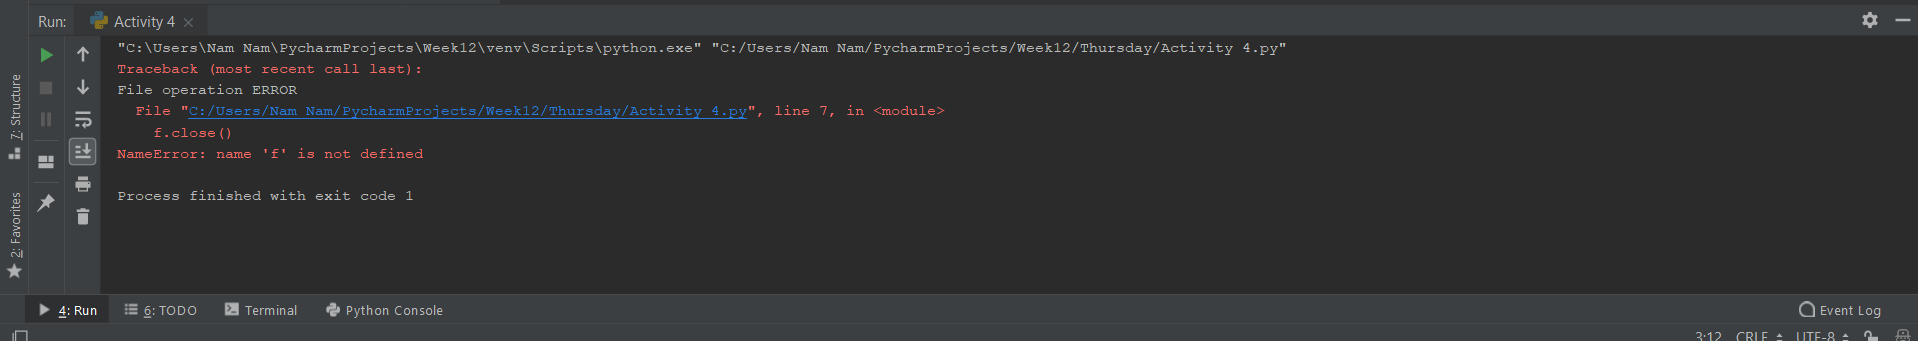 Run: Activity 4
"C:\Users\Nam Nam\PycharmProjects\Week12\venv\Scripts\python.exe" "C:/Users/Nam Nam/PycharmProjects/Week12/Thursday/Activity 4.py"
Traceback (most recent call last):
File operation ERROR
File "C:/Users/Nam Nam/PycharmProjects/Week12/Thursday/Activity 4.py", line 7, in <module>
f.close()
NameError: name 'f' is not defined
Process finished with exit code 1
7: Structure
2: Favorites
4: Run 6: TODO Terminal Python Console Event Log
3:12 CRLF UTF-8